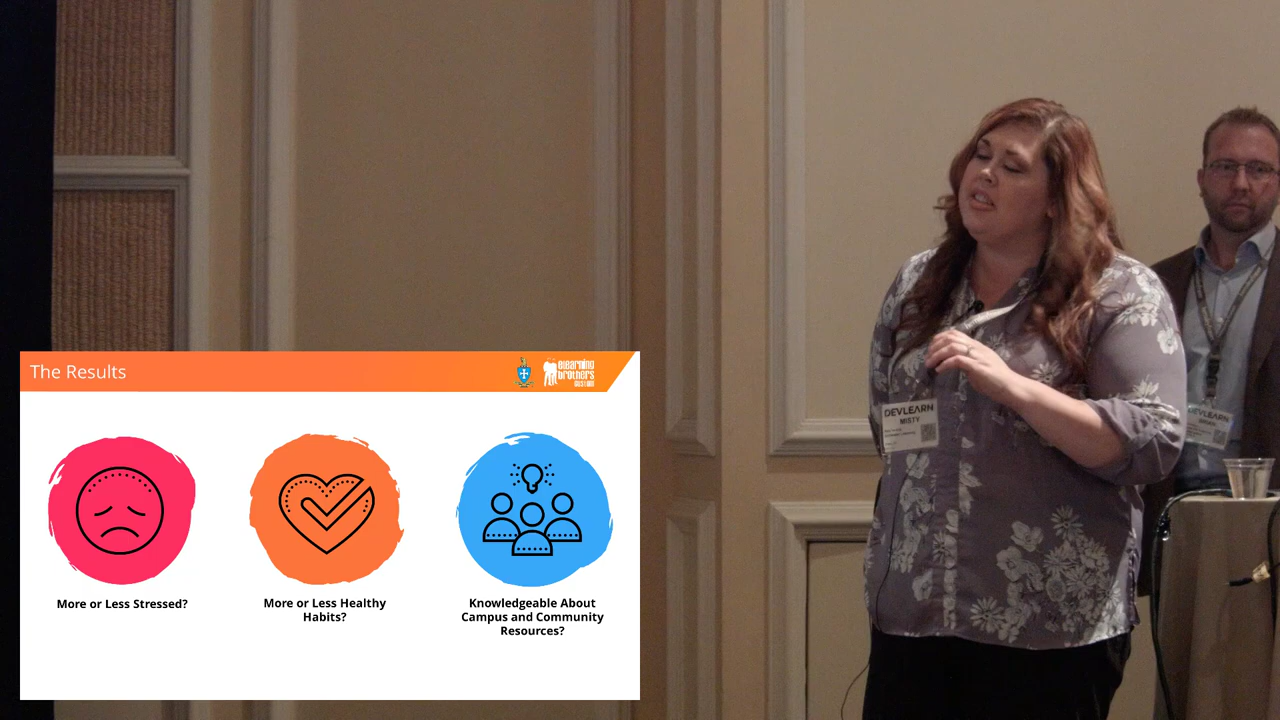 The Results
elearning
brothers
More or Less Stressed?
More or Less Healthy
Habits?
Knowledgeable About
Campus and Community
Resources?
DEVLEARN
MISTY
DEVLEARN